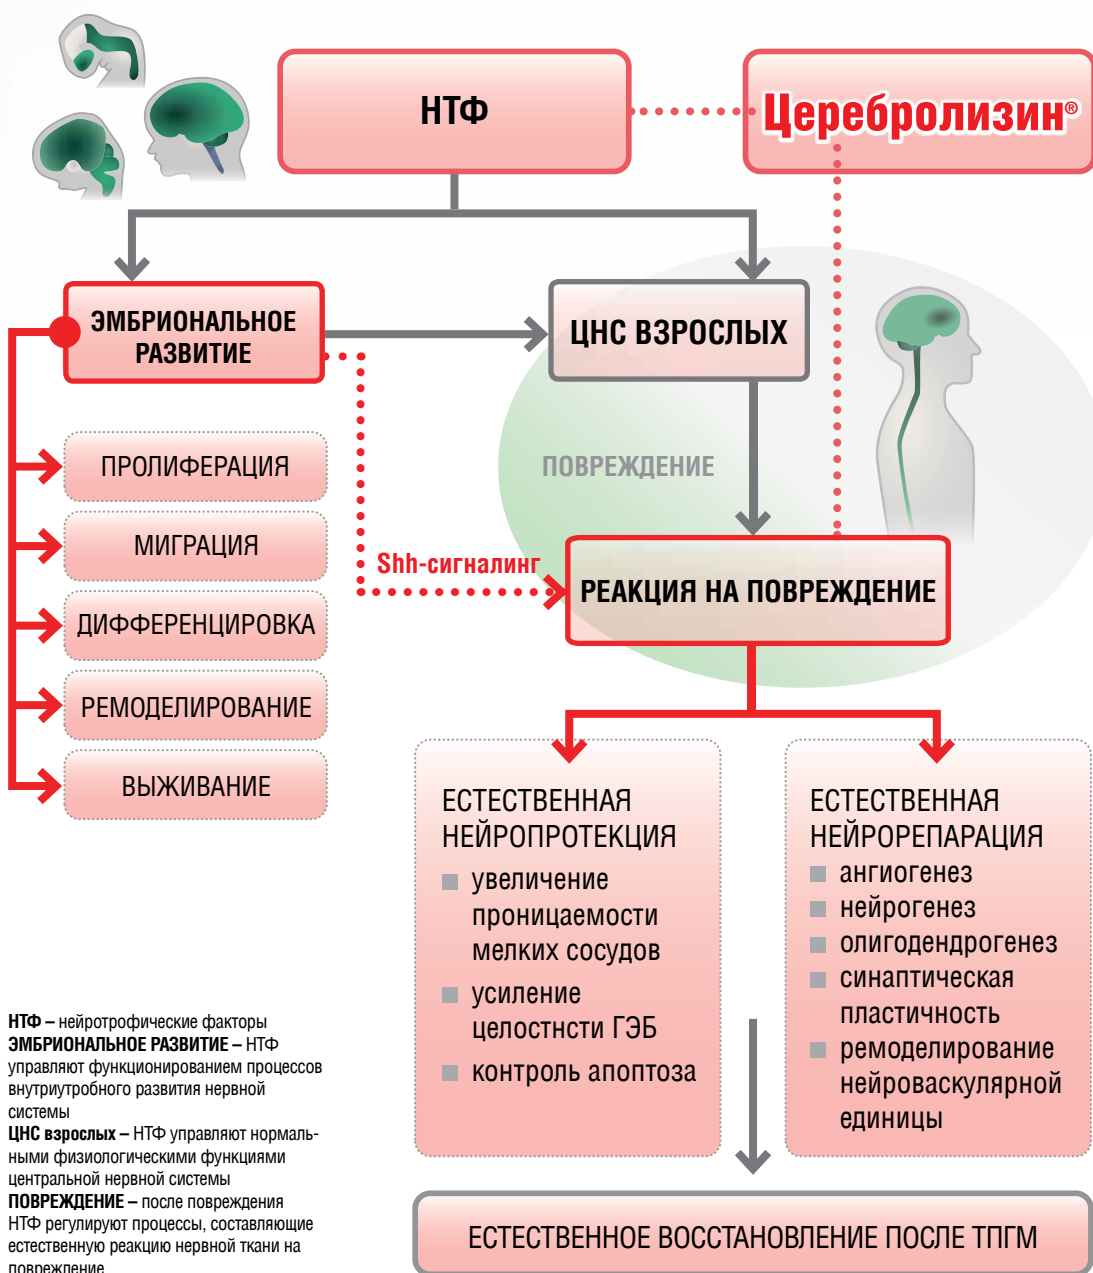 НТФ
Церебролизин®
ЭМБРИОНАЛЬНОЕ
РАЗВИТИЕ
ЦНС ВЗРОСЛЫХ
ПОВРЕЖДЕНИЕ
ПРОЛИФЕРАЦИЯ
МИГРАЦИЯ
ДИФФЕРЕНЦИРОВКА
РЕМОДЕЛИРОВАНИЕ
ВЫЖИВАНИЕ
Shh-сигналинг
РЕАКЦИЯ НА ПОВРЕЖДЕНИЕ
ЕСТЕСТВЕННАЯ
НЕЙРОПРОТЕКЦИЯ
увеличение
проницаемости
мелких сосудов
усиление
целостнсти ГЭБ
контроль апоптоза
ЕСТЕСТВЕННАЯ
НЕЙРОРЕПАРАЦИЯ
ангиогенез
нейрогенез
олигодендрогенез
синаптическая
пластичность
ремоделирование
нейроваскулярной
единицы
НТФ – нейротрофические факторы
ЭМБРИОНАЛЬНОЕ РАЗВИТИЕ – НТФ
управляют функционированием процессов
внутриутробного развития нервной
системы
ЦНС взрослых – НТФ управляют нормаль-
ными физиологическими функциями
центральной нервной системы
ПОВРЕЖДЕНИЕ – после повреждения
НТФ регулируют процессы, составляющие
естественную реакцию нервной ткани на
повреждение
ЕСТЕСТВЕННОЕ ВОССТАНОВЛЕНИЕ ПОСЛЕ ТПГМ